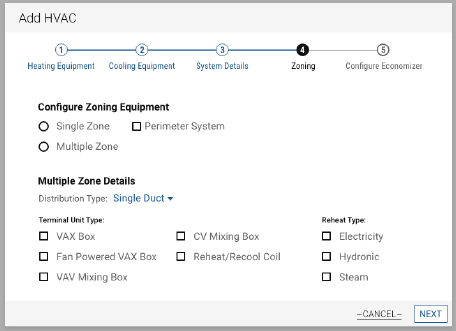 Add HVAC
1 2 3 4 5
Heating Equipment Cooling Equipment System Details Zoning Configure Economizer
Configure Zoning Equipment
Single Zone Perimeter System
Multiple Zone
Multiple Zone Details
Distribution Type: Single Duct
Terminal Unit Type: Reheat Type:
VAX Box CV Mixing Box Electricity
Fan Powered VAX Box Reheat/Recool Coil Hydronic
VAV Mixing Box Steam
–CANCEL– NEXT